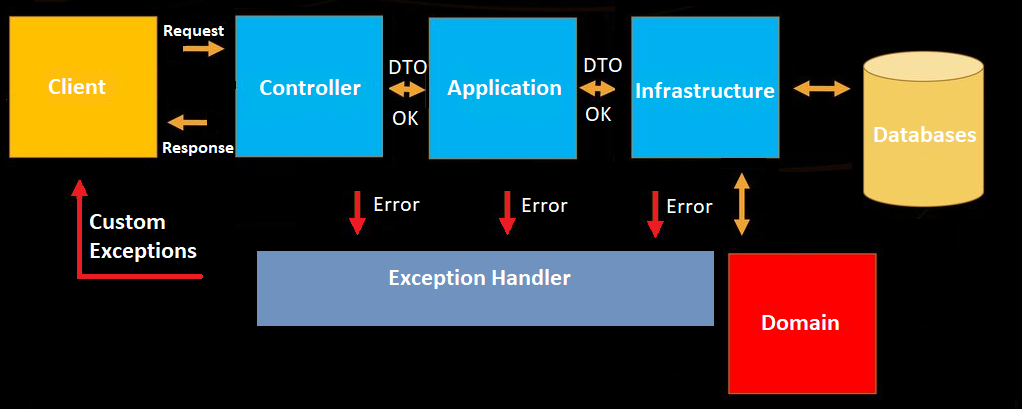 Request
Client
Controller
DTO
OK
Application
DTO
OK
Infrastructure
Databases
Response
Custom
Exceptions
Error
Error
Error
Exception Handler
Domain